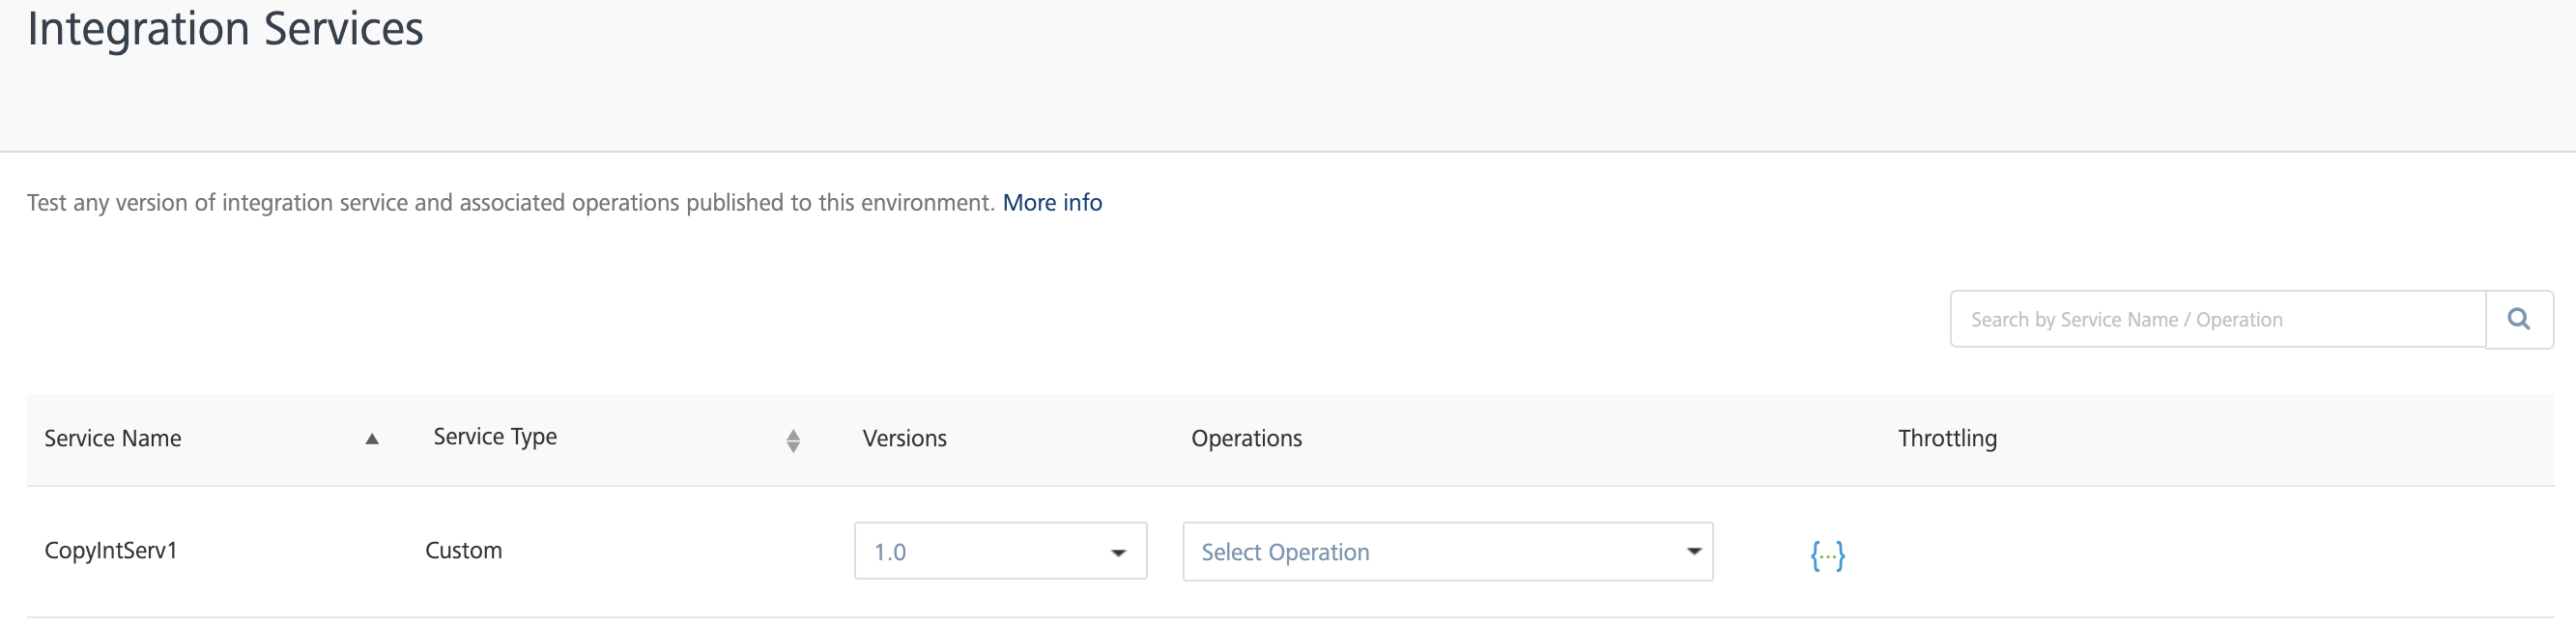 Integration Services
Test any version of integration service and associated operations published to this environment. More info
Search by Service Name / Operation
Service Name Service Type Versions Operations Throttling
CopyIntServ1 Custom 1.0 Select Operation {...}